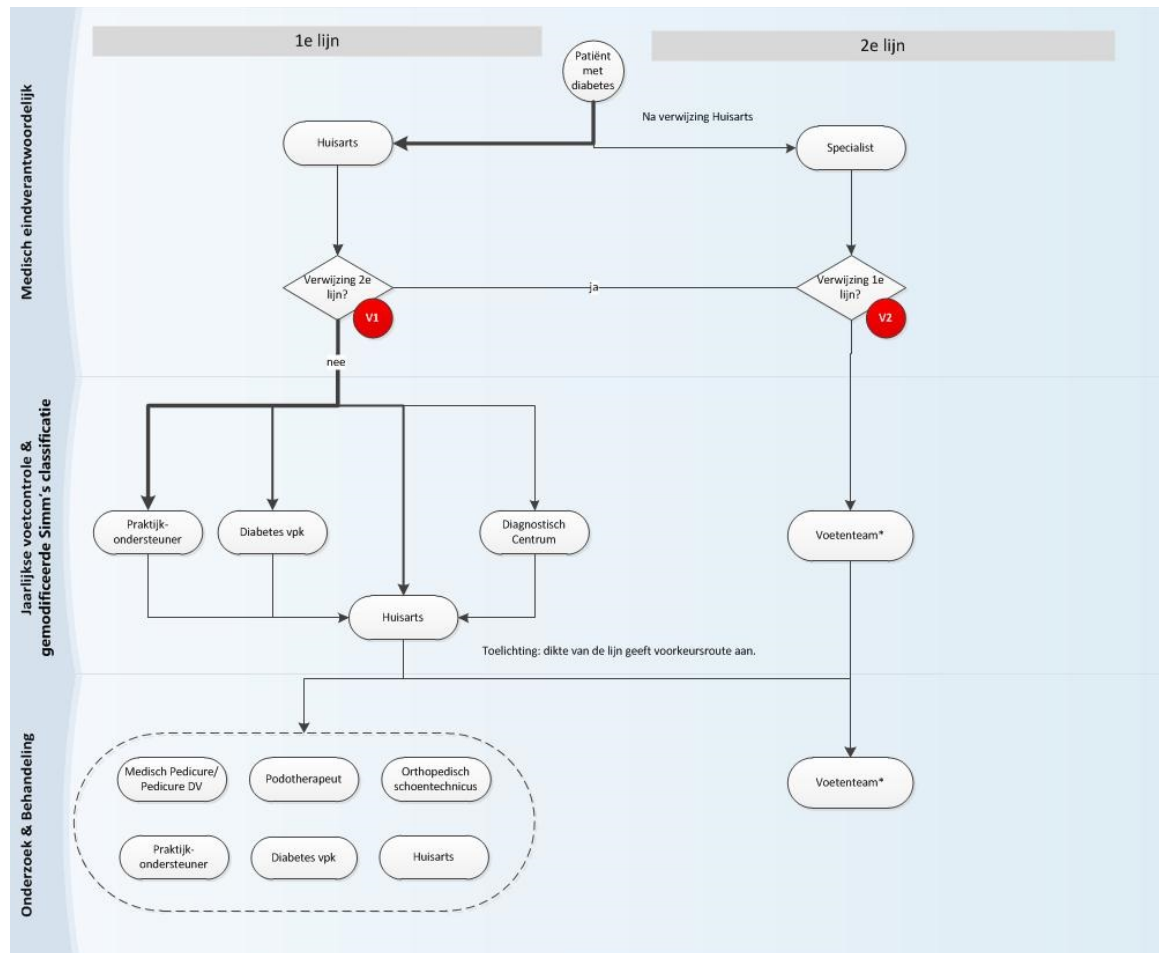 1e lijn
2e lijn
Patiënt
met
diabetes
Na verwijzing Huisarts
Medisch eindverantwoordelijk
Huisarts
Specialist
Verwijzing 2e
lijn?
V1
ja
Verwijzing 1e
lijn?
V2
nee
Jaarlijkse voetcontrole &
gemodificeerde Simm's classificatie
Praktijk-
ondersteuner
Diabetes vpk
Diagnostisch
Centrum
Voetenteam*
Huisarts
Toelichting: dikte van de lijn geeft voorkeursroute aan.
Onderzoek & Behandeling
Medisch Pedicure/
Pedicure DV
Podotherapeut
Orthopedisch
schoentechnicus
Voetenteam*
Praktijk-
ondersteuner
Diabetes vpk
Huisarts